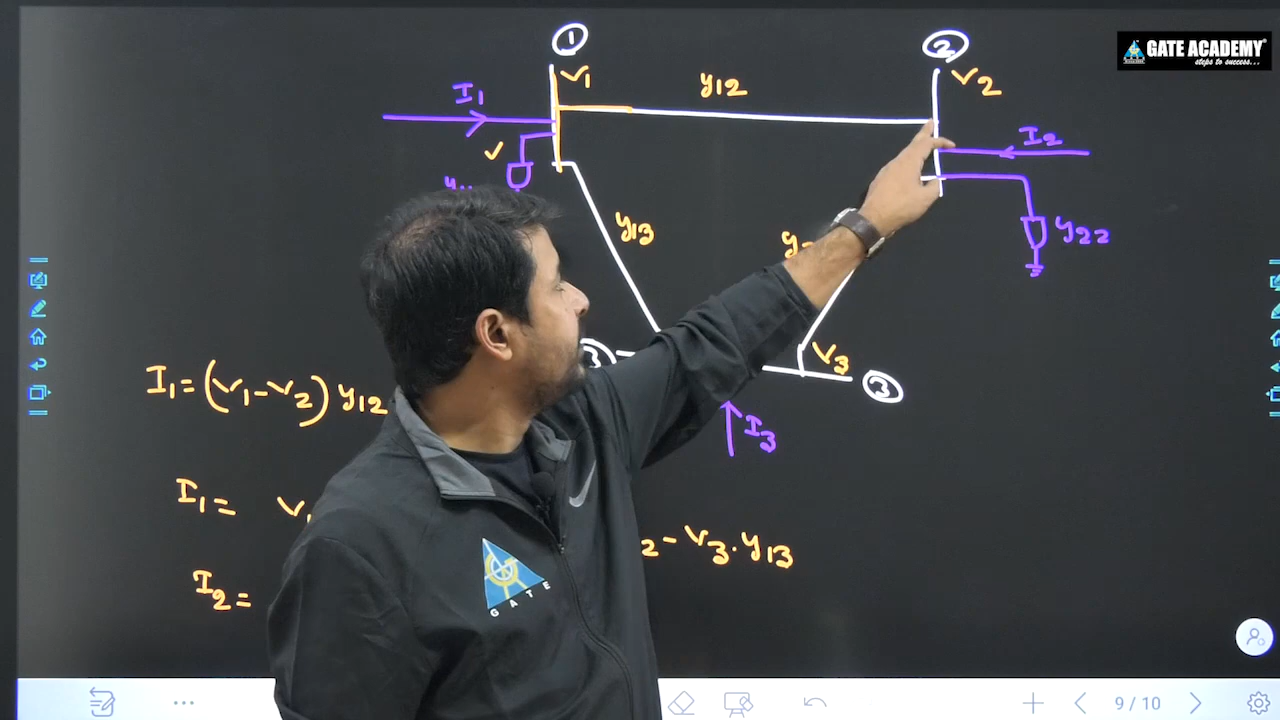 GATE ACADEMY
steps to success...
1
2
V1
y12
V2
I1
I2
V
y13
y22
V3
3
I3
I1 = (V1 - V2) y12
I1 =
- V3 . y13
I2 =
GATE
9 / 10